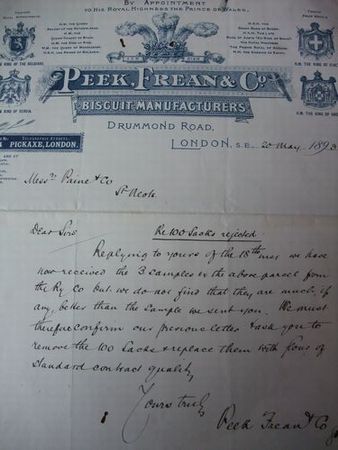 BY APPOINTMENT
TO HIS ROYAL HIGHNESS THE PRINCE OF WALES,
PEEK, FREAN & Co
BISCUIT MANUFACTURERS
DRUMMOND ROAD,
LONDON, S.E. 20 May 189
PICKAXE, LONDON.
Messrs Paine & Co
St Neots
Dear Sirs Re 100 Sacks rejected
Replying to yours of the 18th inst we have
now received the 3 samples ex the above parcel from
the Ry Co but we do not find that they are much, if
any, better than the sample we sent you. We must
therefore confirm our previous letter & ask you to
remove the 100 Sacks & replace them with flour of
standard contract quality
Yours truly
Peek Frean & Co